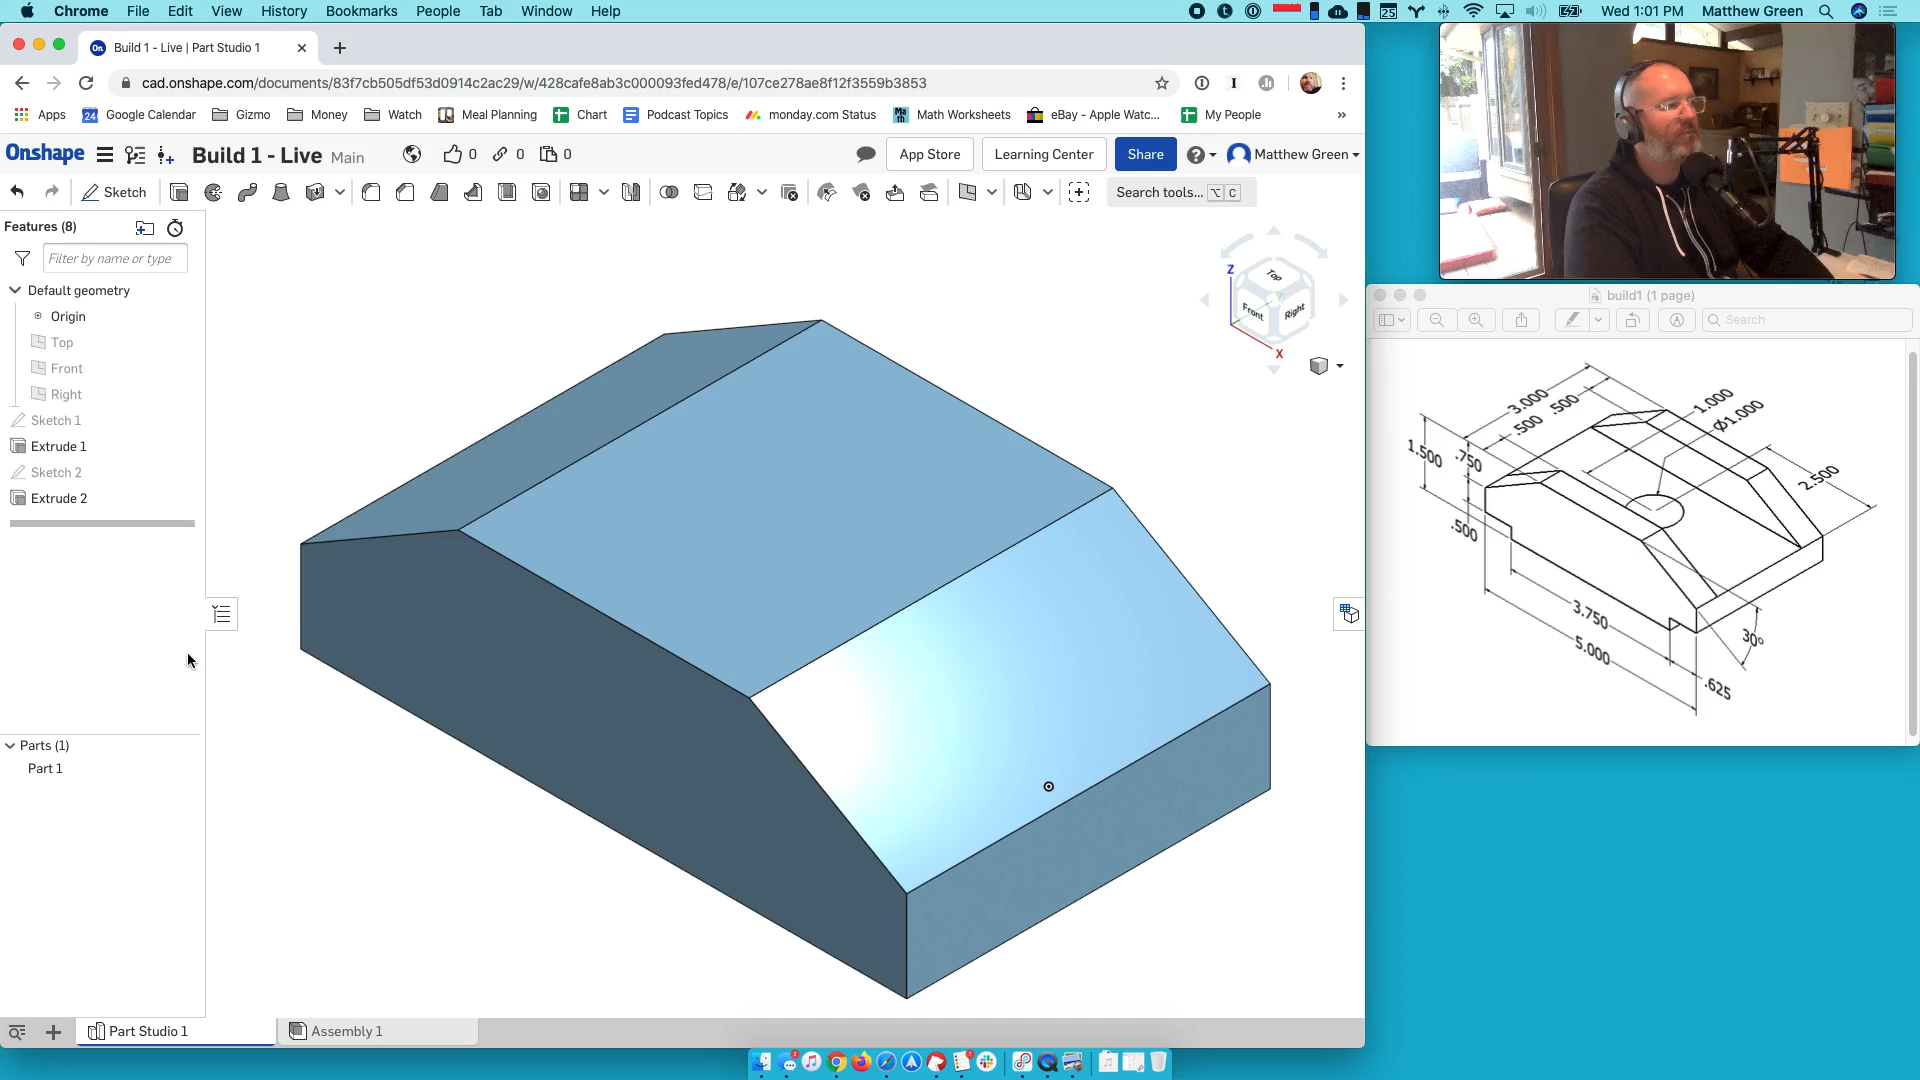 Chrome File Edit View History Bookmarks People Tab Window Help
25 Wed 1:01 PM Matthew Green
On Build 1 - Live | Part Studio 1
cad.onshape.com/documents/83f7cb505df53d0914c2ac29/w/428cafe8ab3c000093fed478/e/107ce278ae8f12f3559b3853
Apps 24 Google Calendar Gizmo Money Watch Meal Planning Chart Podcast Topics monday.com Status Math Math Worksheets eBay - Apple Watc... My People »
Onshape Build 1 - Live Main 0 0 0 App Store Learning Center Share Matthew Green
Sketch Search tools... ⌥ C
Features (8)
Filter by name or type
Default geometry
Origin
Top
Front
Right
Sketch 1
Extrude 1
Sketch 2
Extrude 2
Parts (1)
Part 1
Z
Top
Front
Right
Y
X
build1 (1 page)
Search
3.000
.500
.500
1.000
Ø1.000
1.500
.750
2.500
.500
3.750
30°
5.000
.625
Part Studio 1 Assembly 1